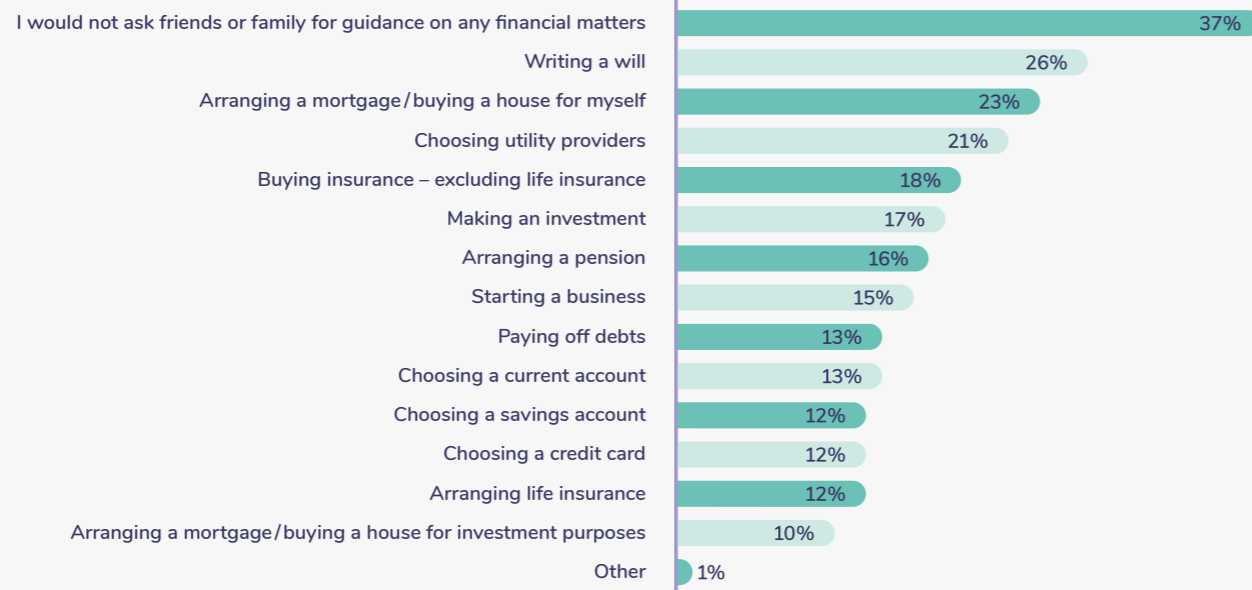 I would not ask friends or family for guidance on any financial matters 37%
Writing a will 26%
Arranging a mortgage/buying a house for myself 23%
Choosing utility providers 21%
Buying insurance – excluding life insurance 18%
Making an investment 17%
Arranging a pension 16%
Starting a business 15%
Paying off debts 13%
Choosing a current account 13%
Choosing a savings account 12%
Choosing a credit card 12%
Arranging life insurance 12%
Arranging a mortgage/buying a house for investment purposes 10%
Other 1%